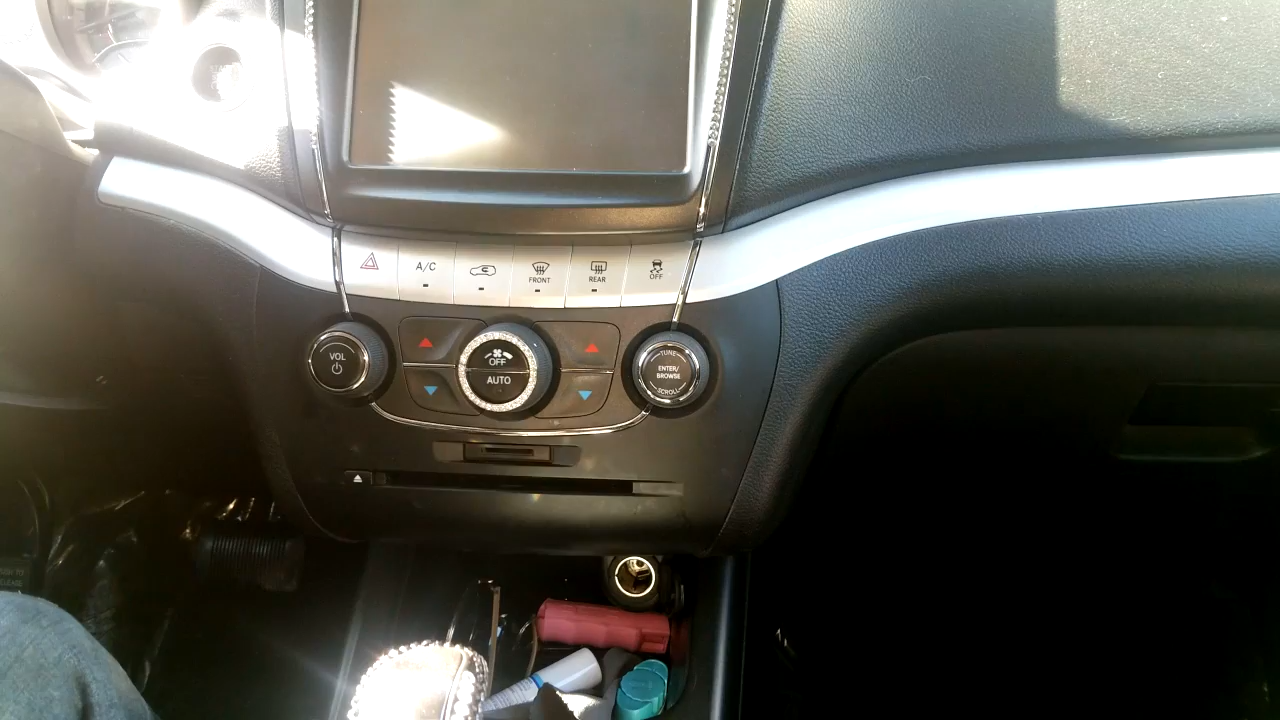 A/C
FRONT
REAR
OFF
VOL
OFF
AUTO
TUNE
ENTER/
BROWSE
SCROLL